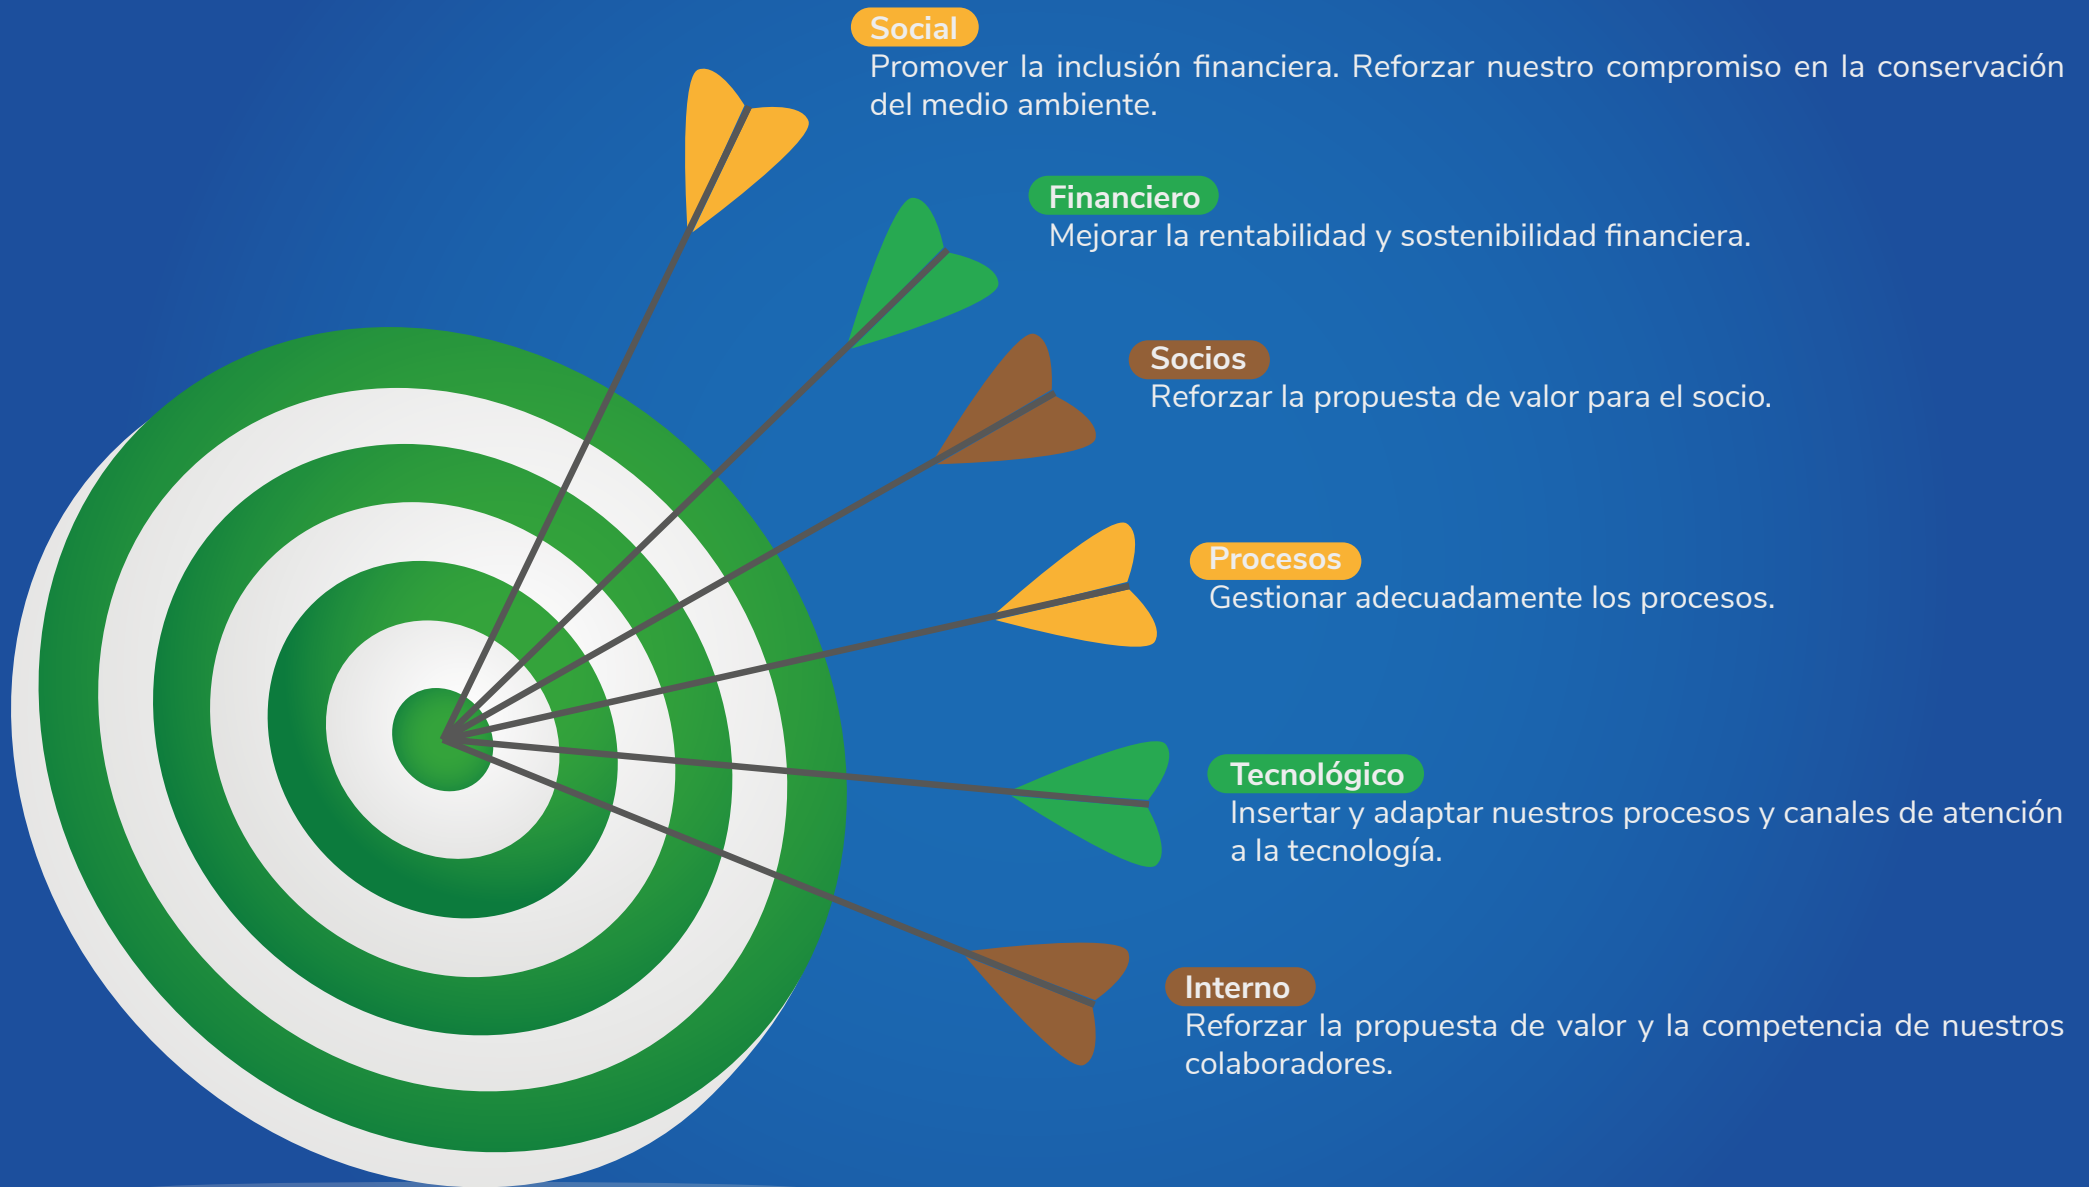 Social
Promover la inclusión financiera. Reforzar nuestro compromiso en la conservación
del medio ambiente.
Financiero
Mejorar la rentabilidad y sostenibilidad financiera.
Socios
Reforzar la propuesta de valor para el socio.
Procesos
Gestionar adecuadamente los procesos.
Tecnológico
Insertar y adaptar nuestros procesos y canales de atención
a la tecnología.
Interno
Reforzar la propuesta de valor y la competencia de nuestros
colaboradores.